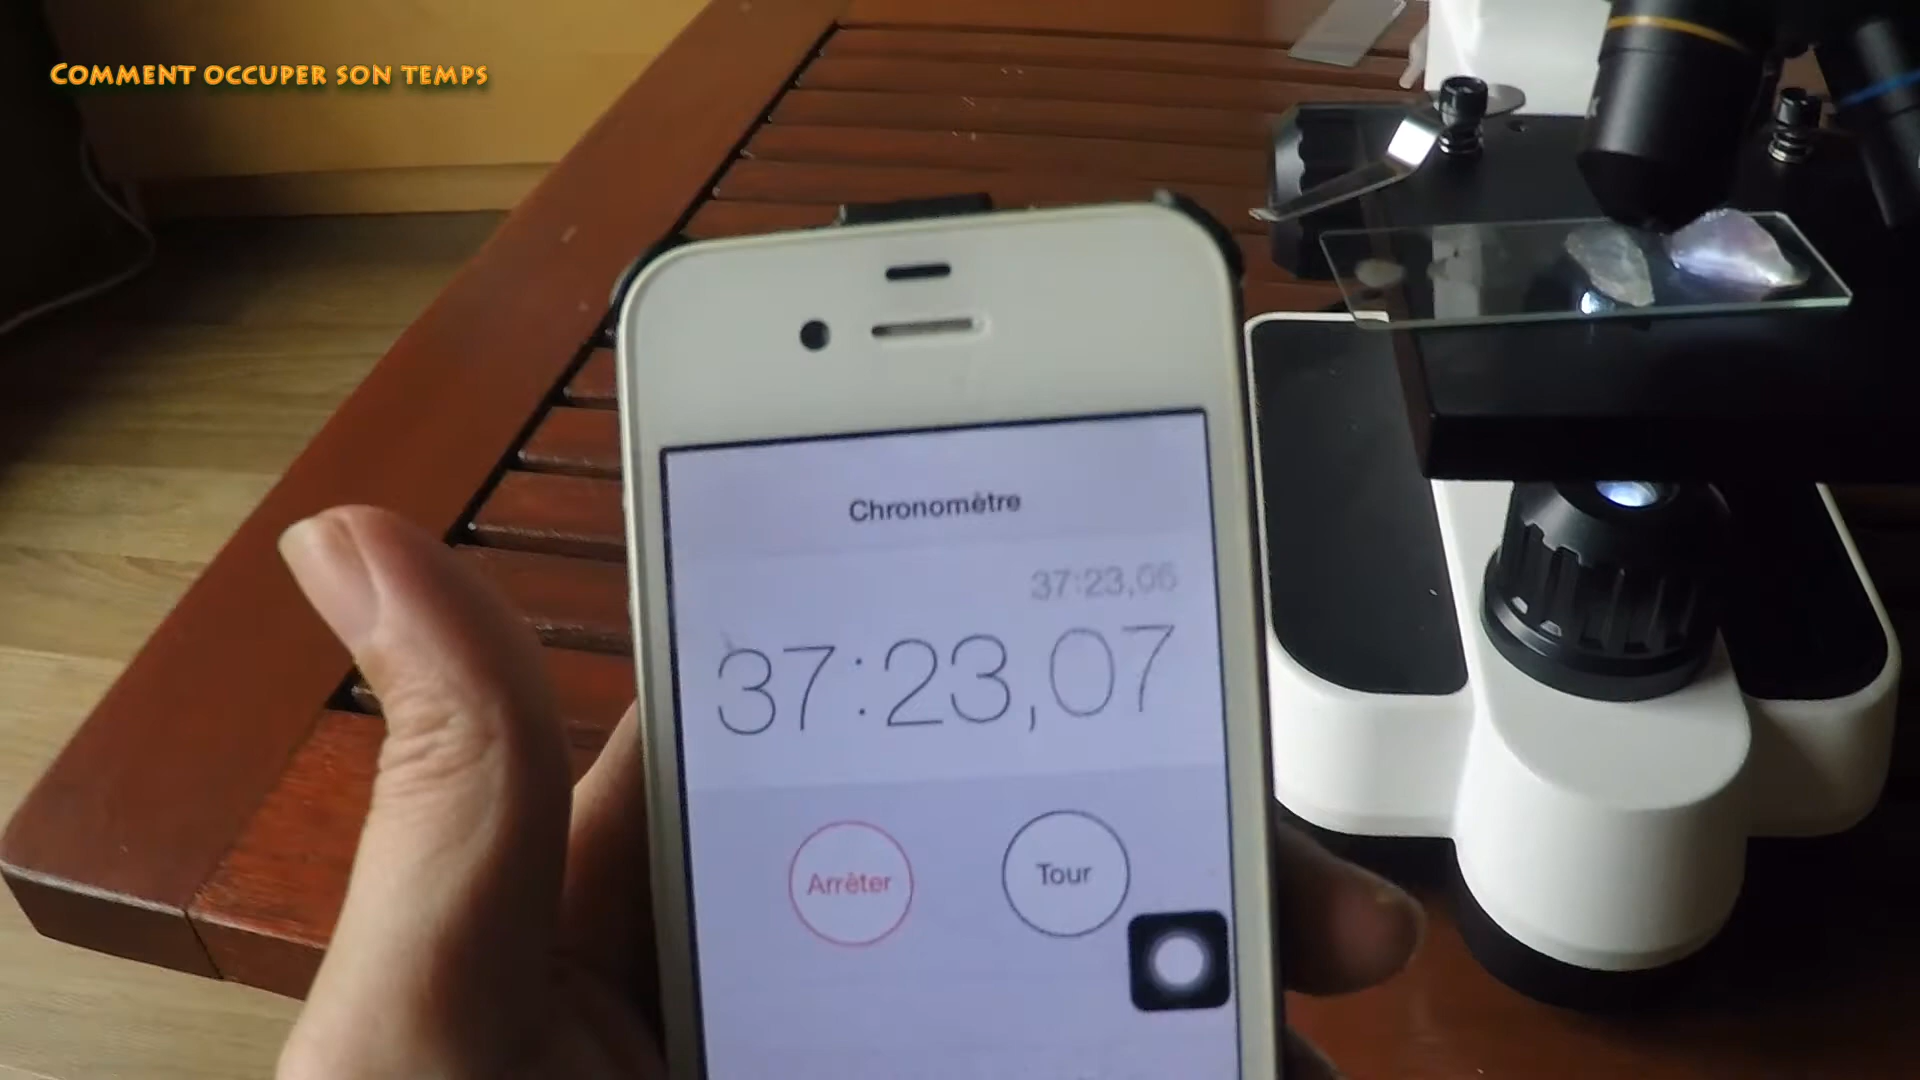 Comment occuper son temps
Chronomètre
37:23,06
37:23,07
Arrêter
Tour